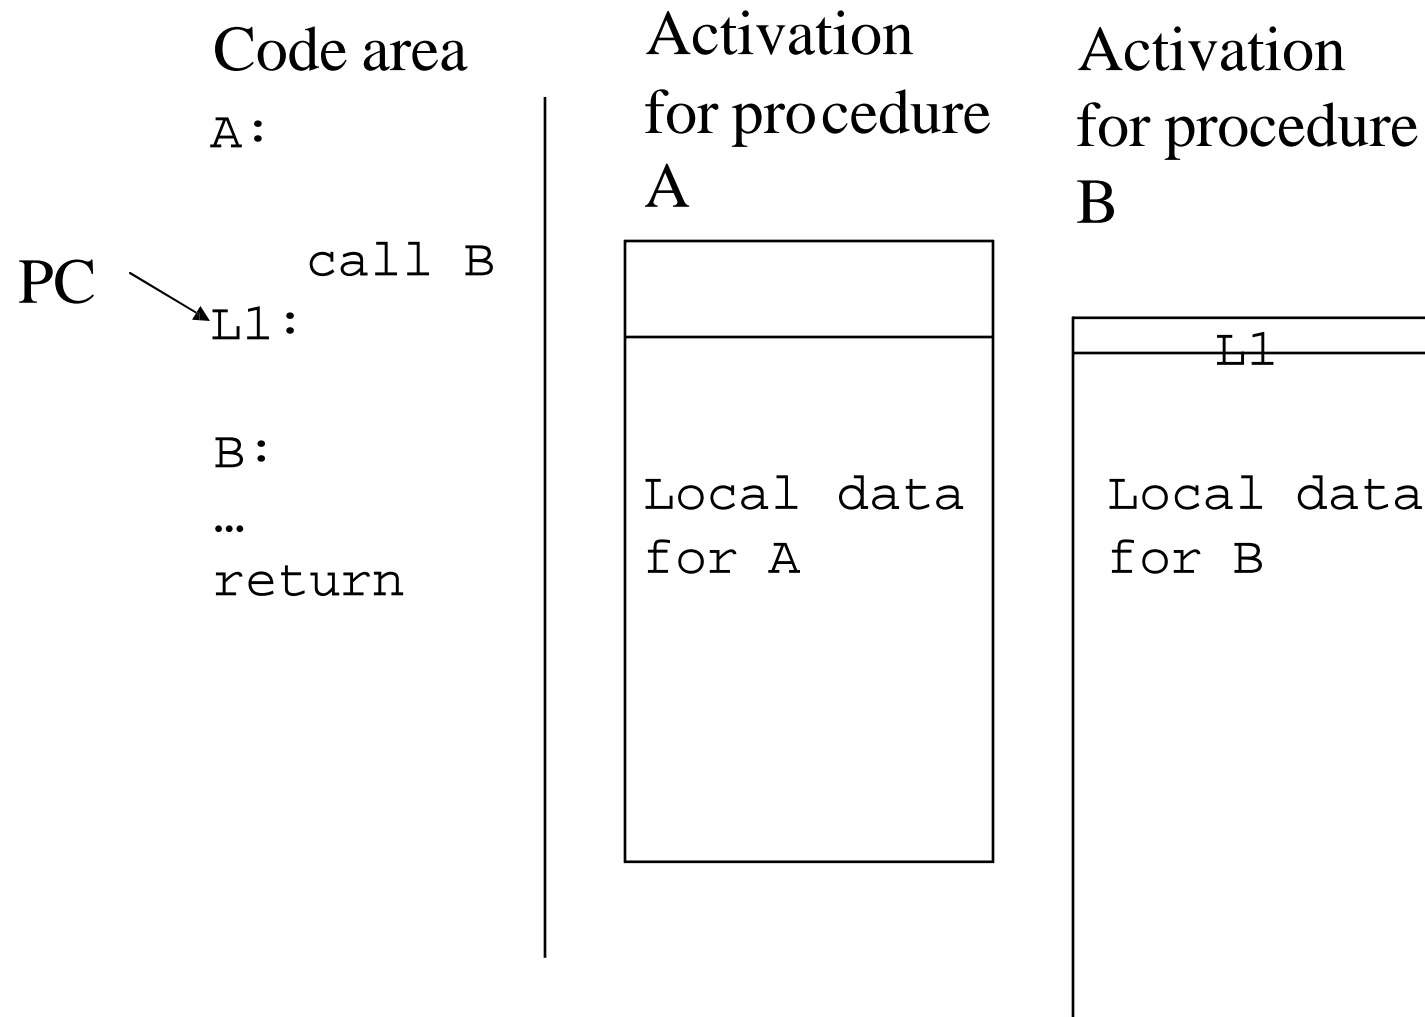 Code area
A:
call B
PC
L1:
B:
…
return
Activation
for procedure
A
Local data
for A
Activation
for procedure
B
L1
Local data
for B